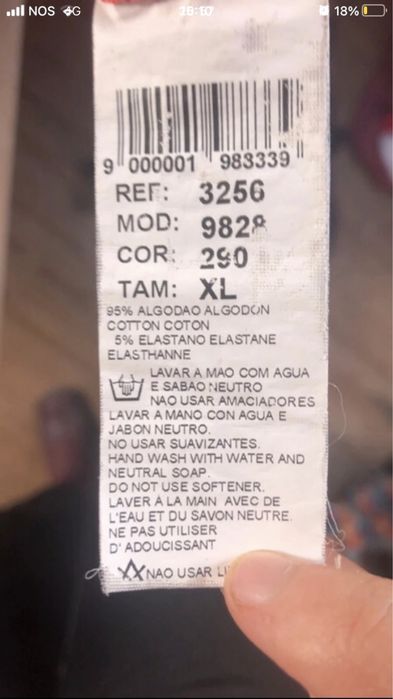 NOS 4G
18%
9 000001 983339
REF: 3256
MOD: 9828
COR: 290
TAM: XL
95% ALGODAO ALGODON
COTTON COTON
5% ELASTANO ELASTANE
ELASTHANNE
LAVAR A MAO COM AGUA
E SABAO NEUTRO
NAO USAR AMACIADORES
LAVAR A MANO CON AGUA E
JABON NEUTRO.
NO USAR SUAVIZANTES.
HAND WASH WITH WATER AND
NEUTRAL SOAP.
DO NOT USE SOFTENER.
LAVER À LA MAIN AVEC DE
L'EAU ET DU SAVON NEUTRE.
NE PAS UTILISER
D' ADOUCISSANT
NAO USAR